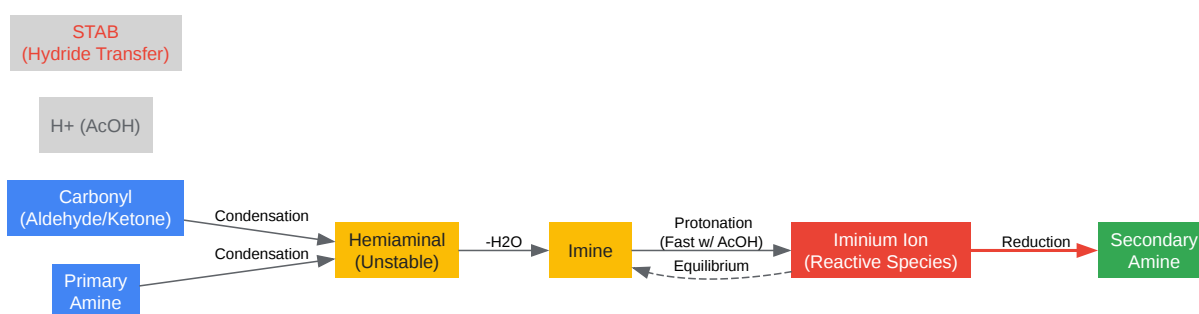 STAB
(Hydride Transfer)
H+ (AcOH)
Carbonyl
(Aldehyde/Ketone)
Condensation
Condensation
Primary
Amine
Hemiaminal
(Unstable)
-H2O
Imine
Protonation
(Fast w/ AcOH)
Equilibrium
Iminium Ion
(Reactive Species)
Reduction
Secondary
Amine